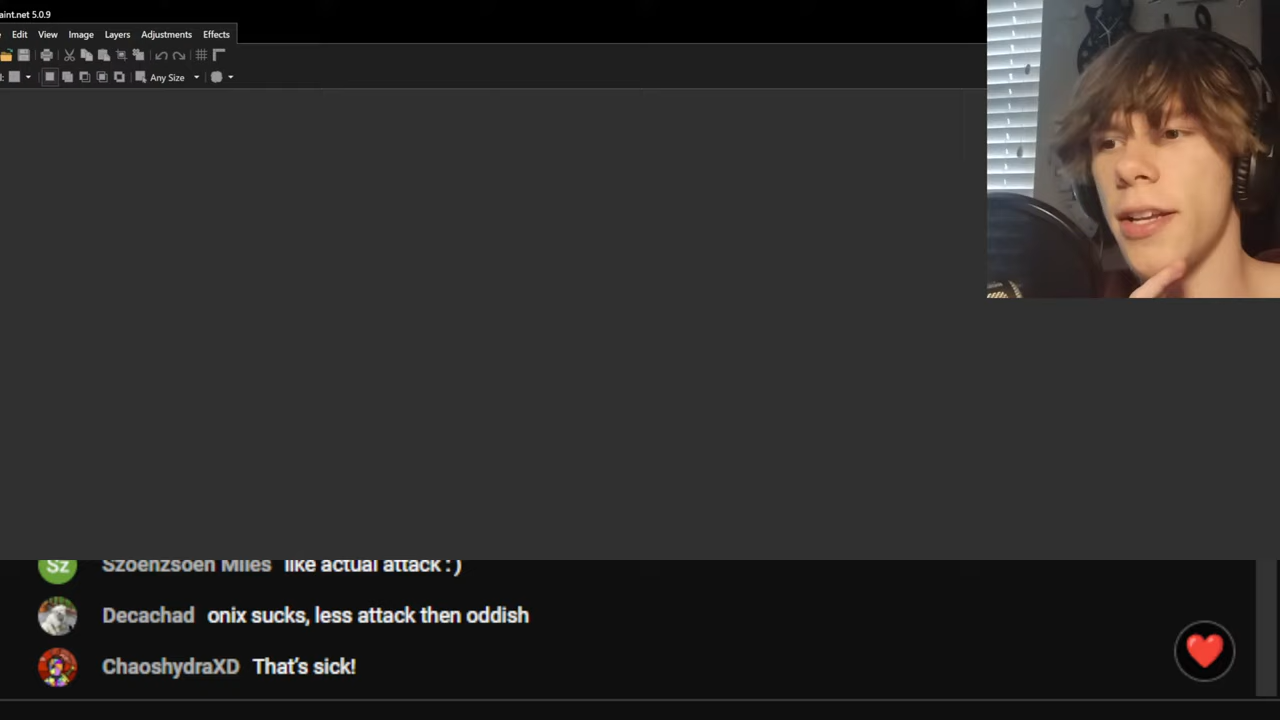 aint.net 5.0.9
Edit View Image Layers Adjustments Effects
Any Size
Sz Szoenzsoen Miles like actual attack :)
Decachad onix sucks, less attack then oddish
ChaoshydraXD That's sick!